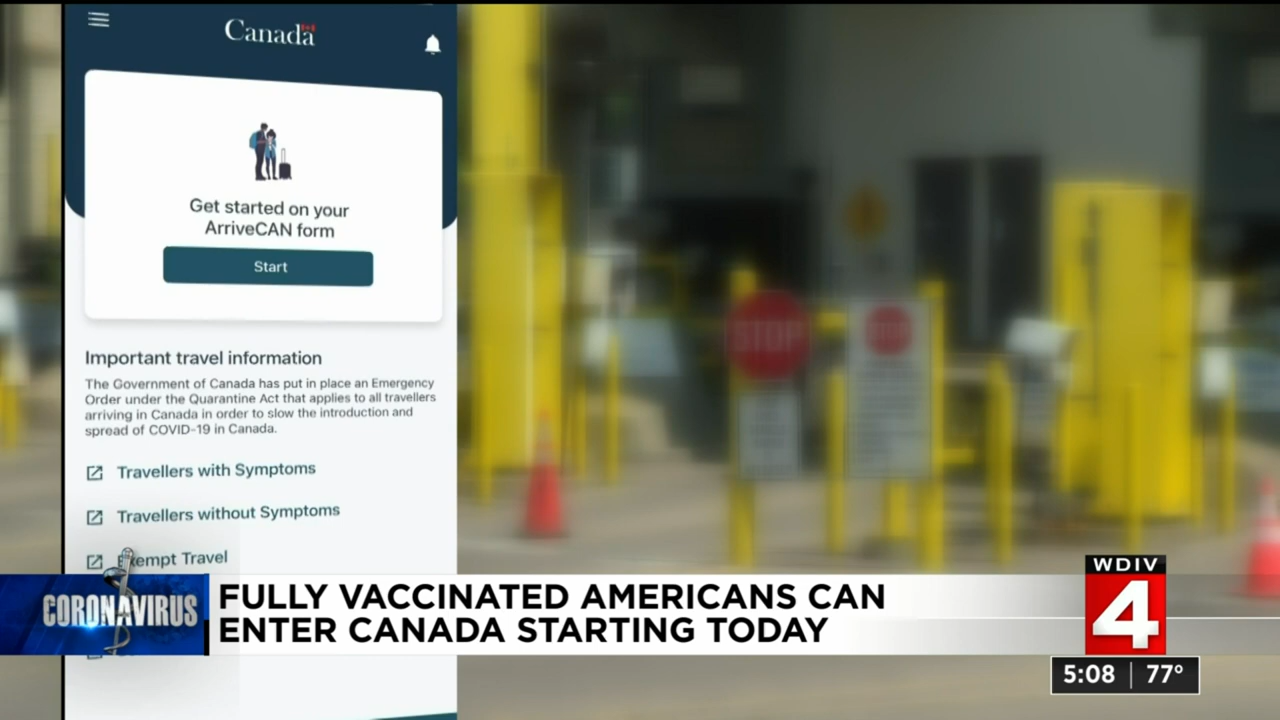 Canada
Get started on your
ArriveCAN form
Start
Important travel information
The Government of Canada has put in place an Emergency
Order under the Quarantine Act that applies to all travellers
arriving in Canada in order to slow the introduction and
spread of COVID-19 in Canada.
Travellers with Symptoms
Travellers without Symptoms
Exempt Travel
CORONAVIRUS
FULLY VACCINATED AMERICANS CAN
ENTER CANADA STARTING TODAY
STOP
WDIV
4
5:08 | 77°